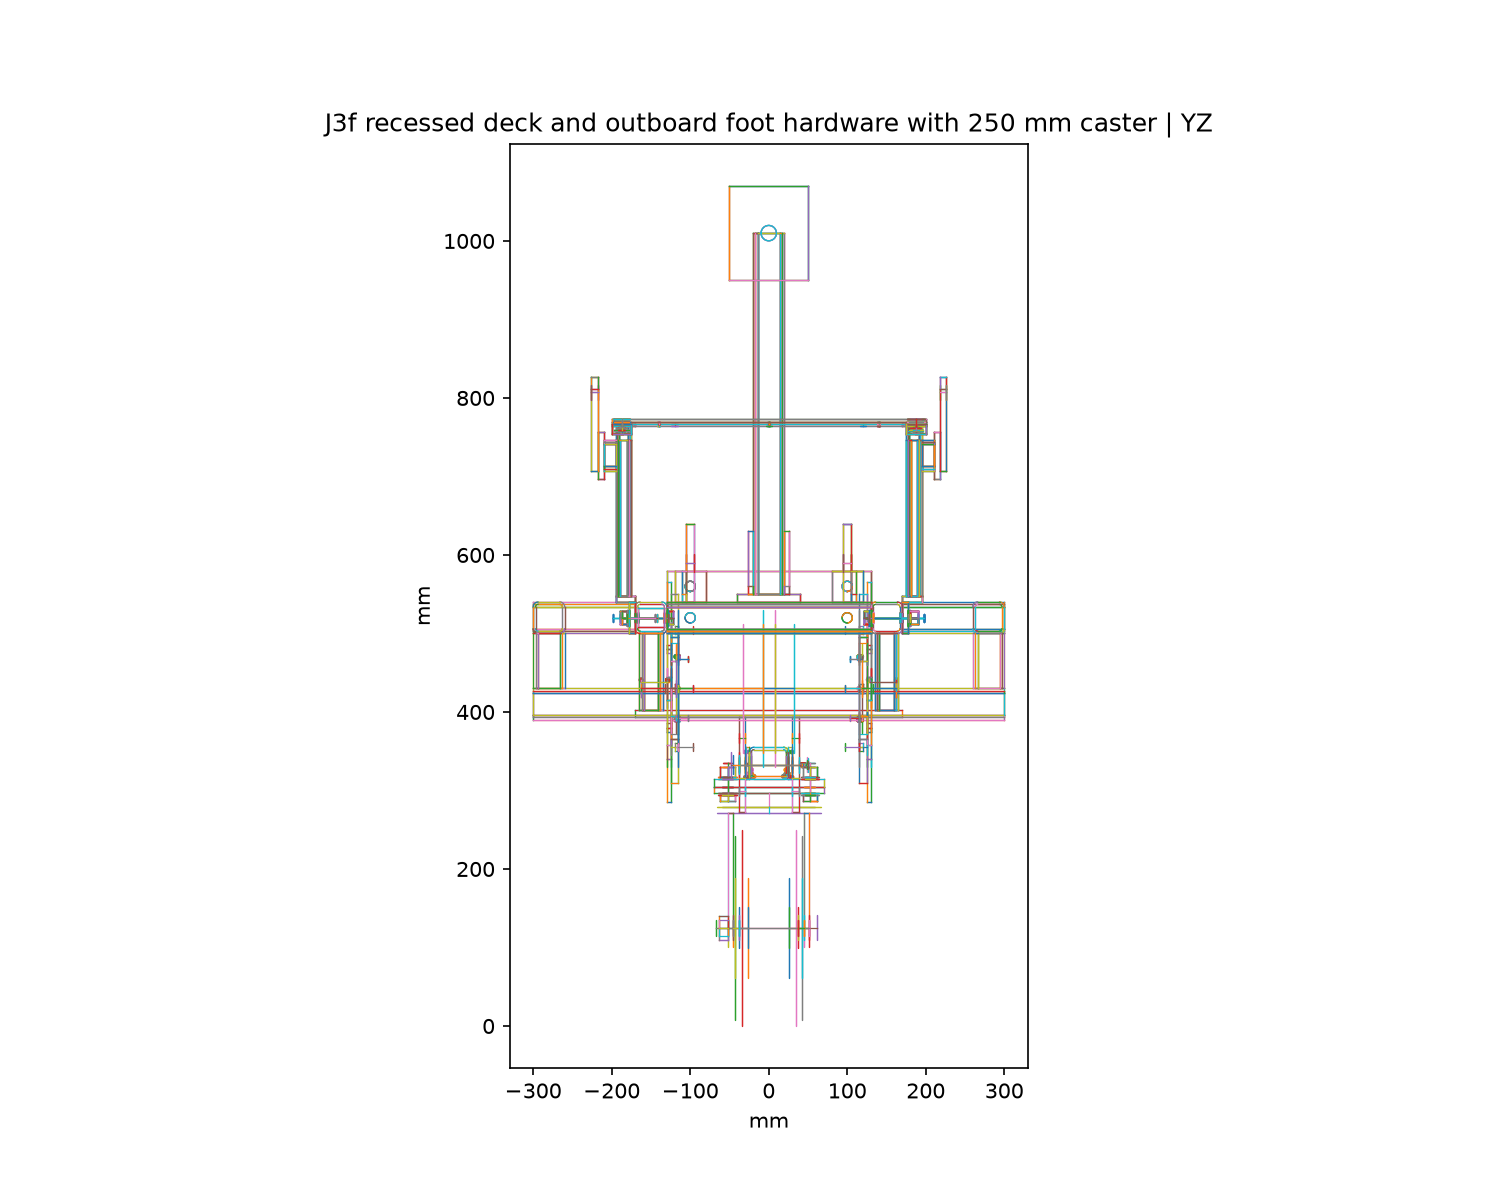 J3f recessed deck and outboard foot hardware with 250 mm caster | YZ
1000
800
600
400
200
0
mm
−300 −200 −100 0 100 200 300
mm